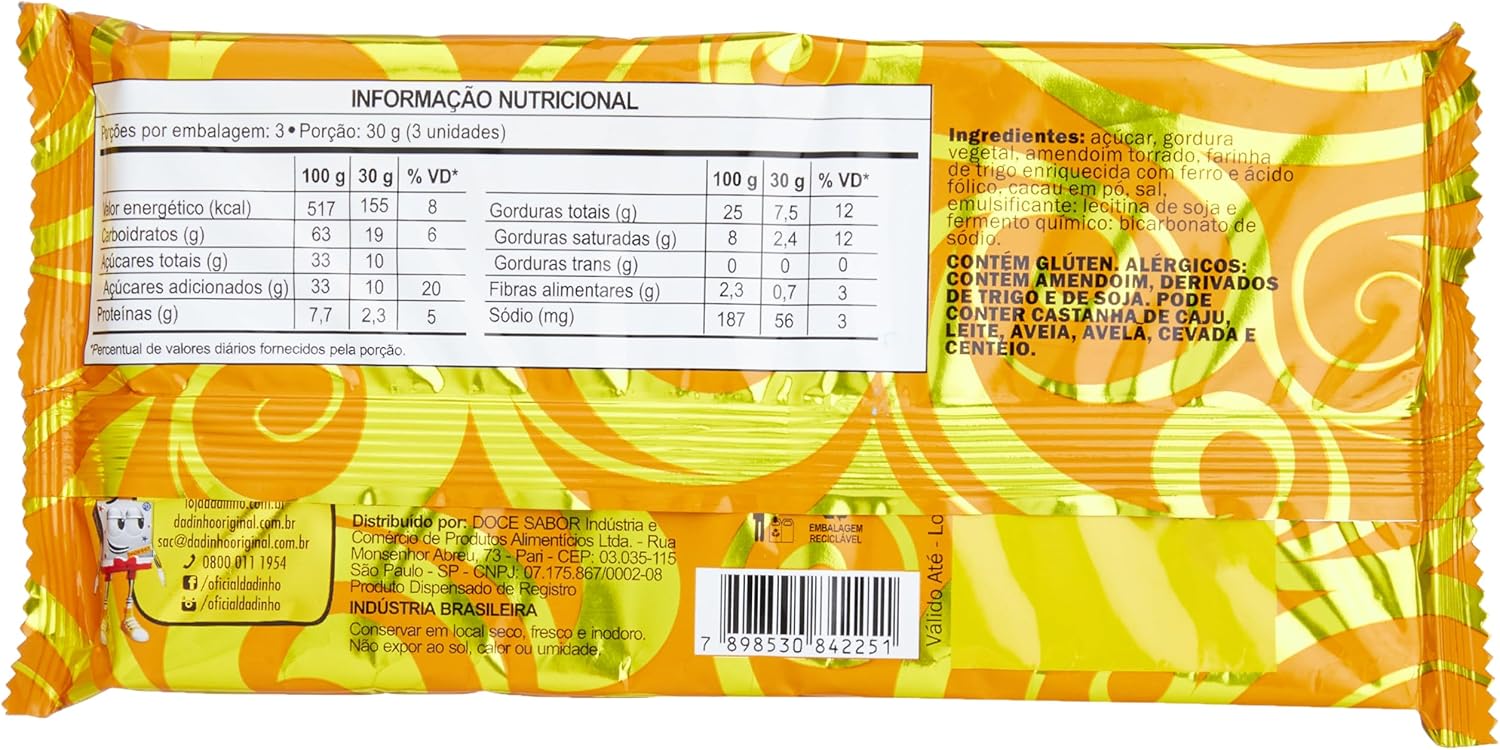 INFORMAÇÃO NUTRICIONAL
Porções por embalagem: 3 • Porção: 30 g (3 unidades)
100 g 30 g % VD*
Valor energético (kcal) 517 155 8
Carboidratos (g) 63 19 6
Açúcares totais (g) 33 10
Açúcares adicionados (g) 33 10 20
Proteínas (g) 7,7 2,3 5
100 g 30 g % VD*
Gorduras totais (g) 25 7,5 12
Gorduras saturadas (g) 8 2,4 12
Gorduras trans (g) 0 0 0
Fibras alimentares (g) 2,3 0,7 3
Sódio (mg) 187 56 3
*Percentual de valores diários fornecidos pela porção.
Ingredientes: açúcar, gordura
vegetal, amendoim torrado, farinha
de trigo enriquecida com ferro e ácido
fólico, cacau em pó, sal,
emulsificante: lecitina de soja e
fermento químico: bicarbonato de
sódio.
CONTÉM GLÚTEN. ALÉRGICOS:
CONTÉM AMENDOIM, DERIVADOS
DE TRIGO E DE SOJA. PODE
CONTER CASTANHA DE CAJU,
LEITE, AVEIA, AVELÃ, CEVADA E
CENTEIO.
lojadadinho.com.br
dadinhooriginal.com.br
sac@dadinhooriginal.com.br
0800 011 1954
/oficialdadinho
/oficialdadinho
Distribuído por: DOCE SABOR Indústria e
Comércio de Produtos Alimentícios Ltda. - Rua
Monsenhor Abreu, 73 - Pari - CEP: 03.035-115
São Paulo - SP - CNPJ: 07.175.867/0002-08
Produto Dispensado de Registro
INDÚSTRIA BRASILEIRA
Conservar em local seco, fresco e inodoro.
Não expor ao sol, calor ou umidade.
EMBALAGEM
RECICLÁVEL
7 898530 842251
Válido Até - Lo